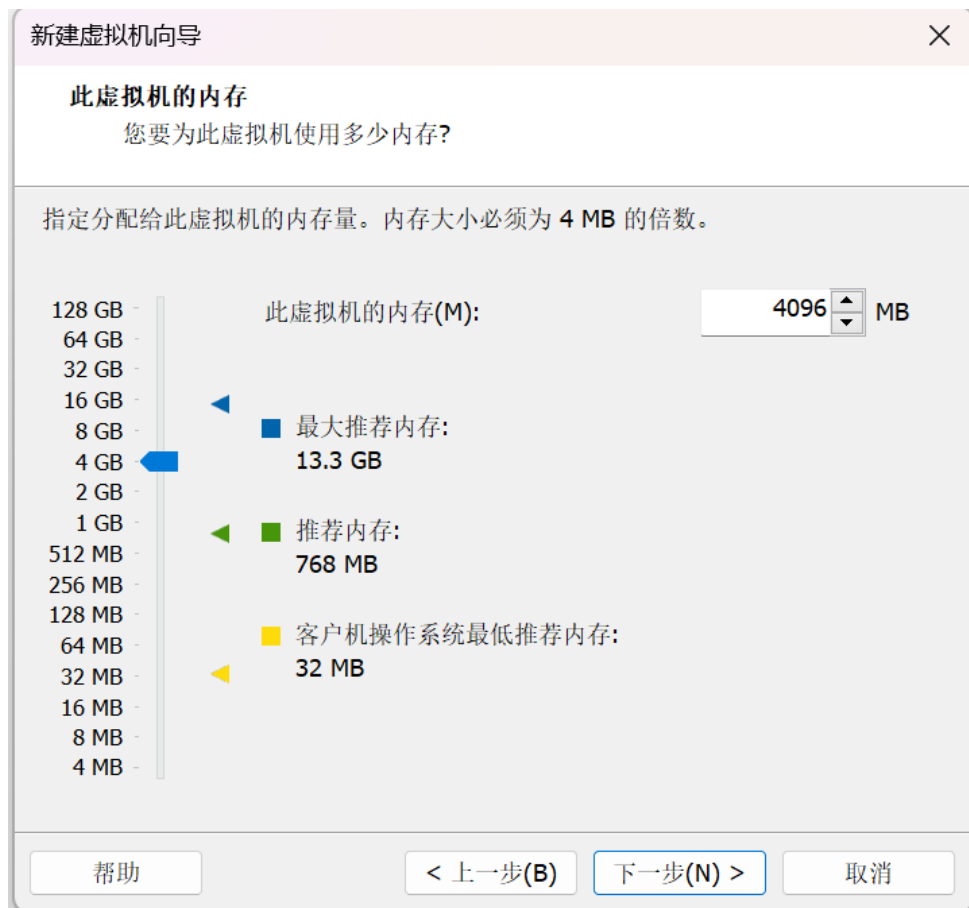 新建虚拟机向导
此虚拟机的内存
您要为此虚拟机使用多少内存?
指定分配给此虚拟机的内存量。内存大小必须为 4 MB 的倍数。
128 GB
64 GB
32 GB
16 GB
8 GB
4 GB
2 GB
1 GB
512 MB
256 MB
128 MB
64 MB
32 MB
16 MB
8 MB
4 MB
此虚拟机的内存(M): 4096 MB
最大推荐内存:
13.3 GB
推荐内存:
768 MB
客户机操作系统最低推荐内存:
32 MB
帮助 < 上一步(B) 下一步(N) > 取消